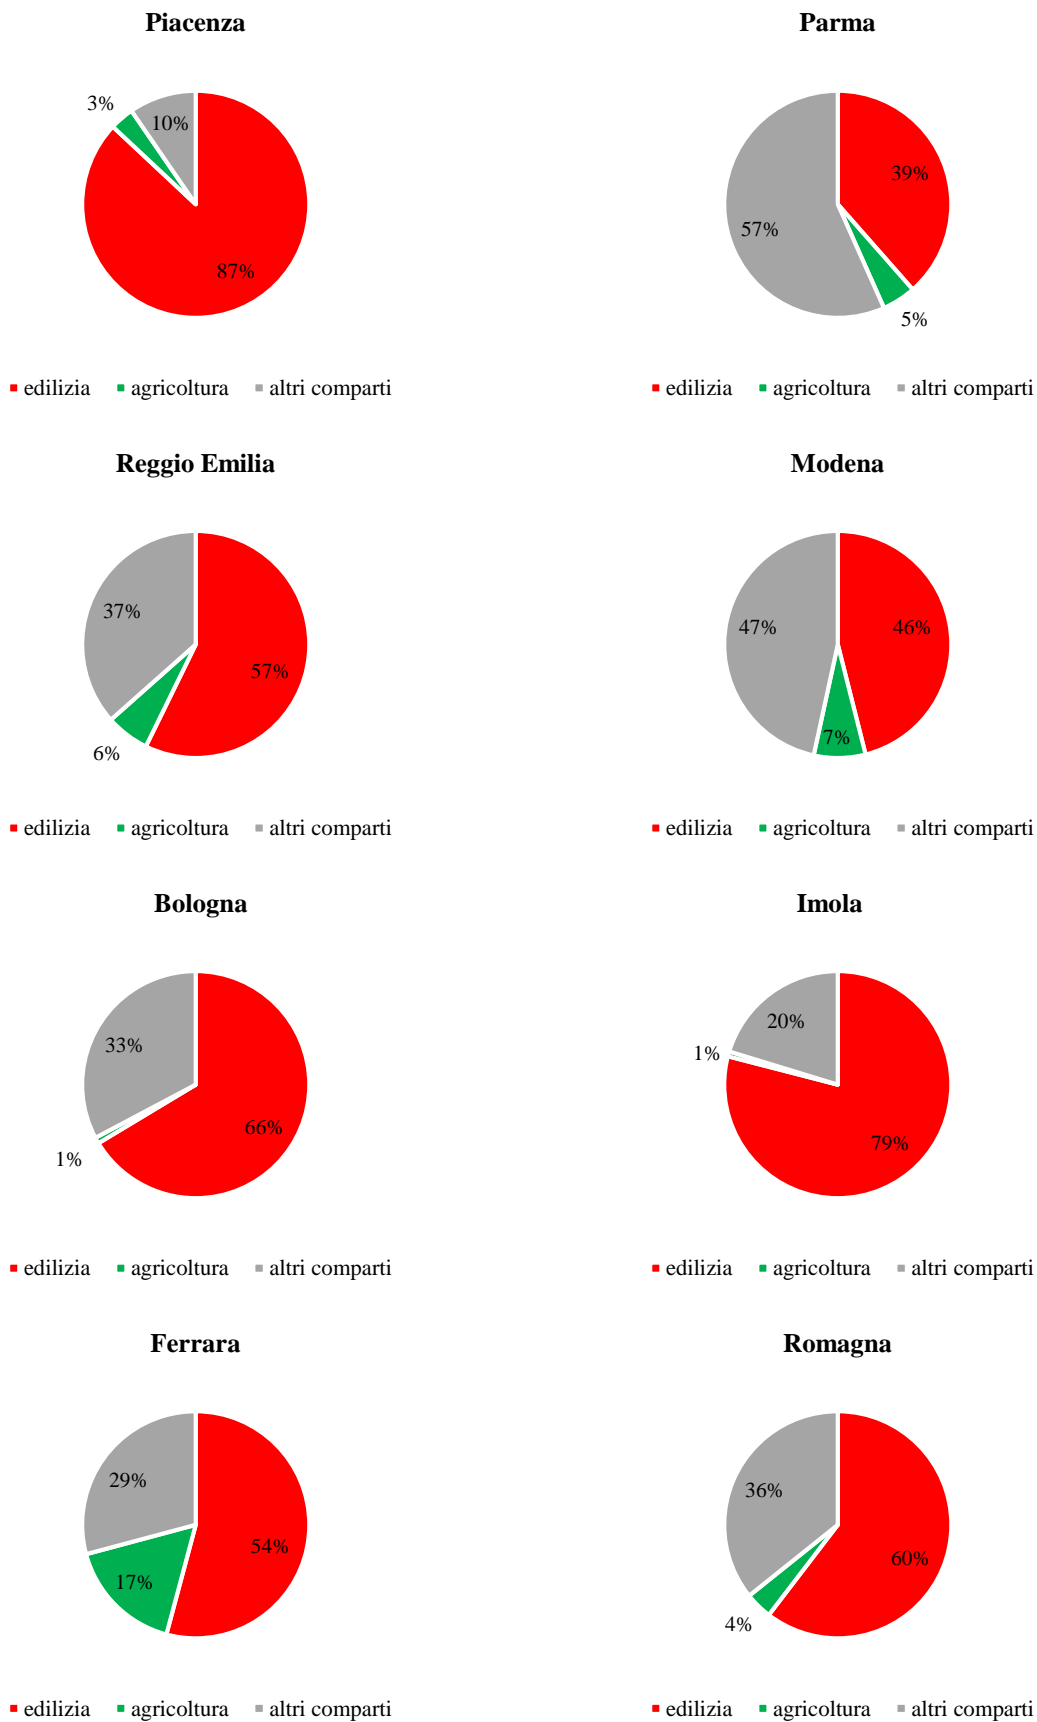 Piacenza
3%
10%
87%
edilizia agricoltura altri comparti
Parma
39%
57%
5%
edilizia agricoltura altri comparti
Reggio Emilia
37%
57%
6%
edilizia agricoltura altri comparti
Modena
47%
46%
7%
edilizia agricoltura altri comparti
Bologna
33%
66%
1%
edilizia agricoltura altri comparti
Imola
20%
1%
79%
edilizia agricoltura altri comparti
Ferrara
29%
54%
17%
edilizia agricoltura altri comparti
Romagna
36%
60%
4%
edilizia agricoltura altri comparti